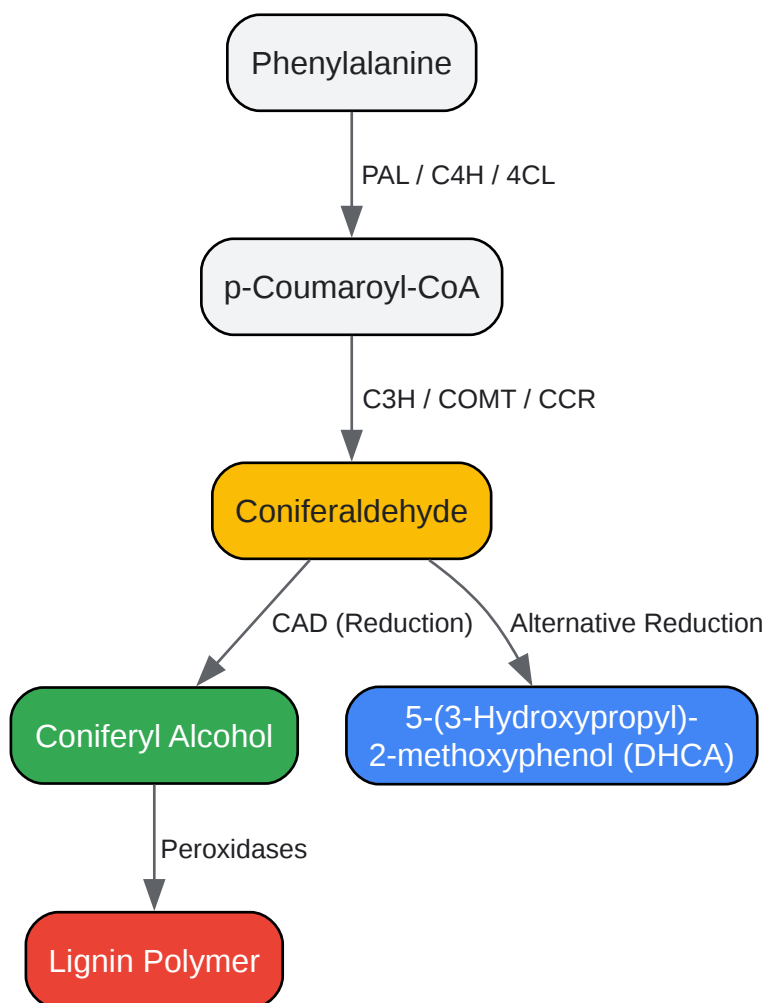 Phenylalanine
PAL / C4H / 4CL
p-Coumaroyl-CoA
C3H / COMT / CCR
Coniferaldehyde
CAD (Reduction)
Alternative Reduction
Coniferyl Alcohol
5-(3-Hydroxypropyl)-
2-methoxyphenol (DHCA)
Peroxidases
Lignin Polymer